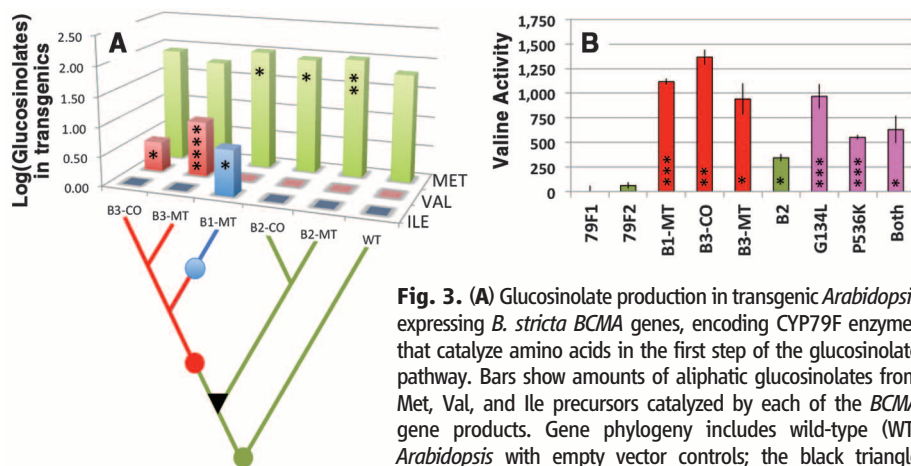 A
Log(Glucosinolates)
in transgenics
2.50
2.00
1.50
1.00
0.50
0.00
*
*
**
*
****
*
MET
VAL
ILE
B3-CO
B3-MT
B1-MT
B2-CO
B2-MT
WT
B
Valine Activity
1,750
1,500
1,250
1,000
750
500
250
0
***
**
*
*
***
***
*
79F1
79F2
B1-MT
B3-CO
B3-MT
B2
G134L
P536K
Both
Fig. 3. (A) Glucosinolate production in transgenic Arabidopsi
expressing B. stricta BCMA genes, encoding CYP79F enzyme
that catalyze amino acids in the first step of the glucosinolat
pathway. Bars show amounts of aliphatic glucosinolates fron
Met, Val, and Ile precursors catalyzed by each of the BCMA
gene products. Gene phylogeny includes wild-type (WT
Arabidopsis with empty vector controls; the black triangl